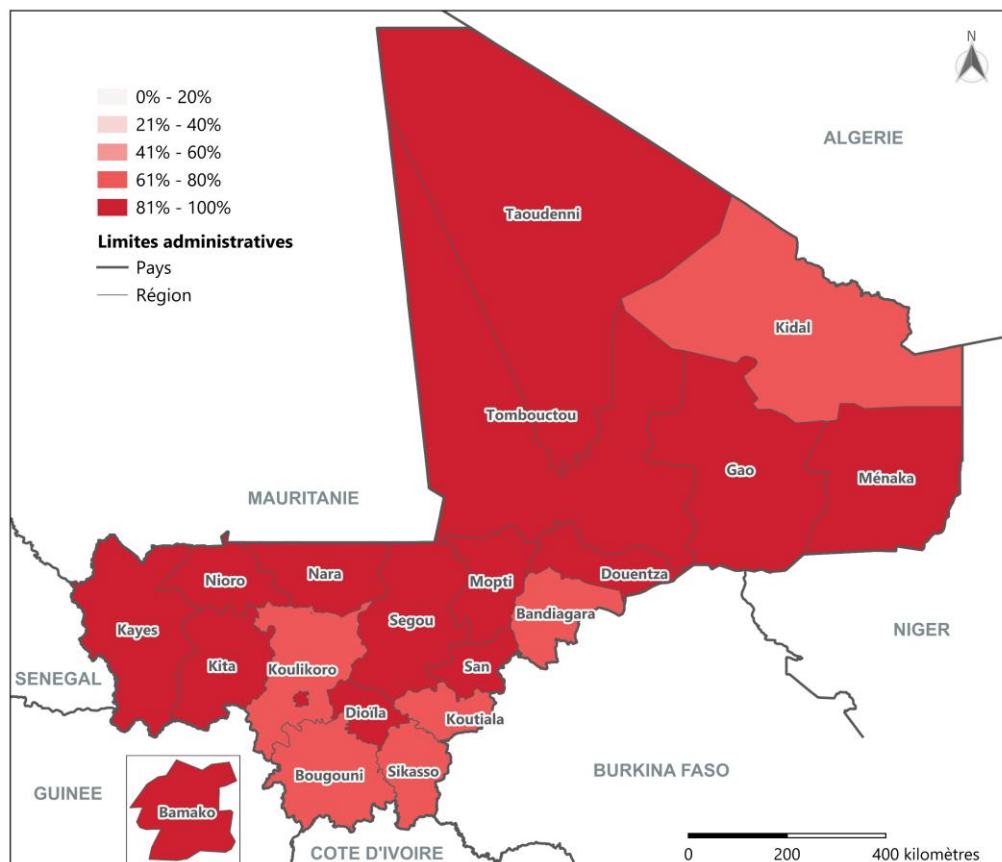 N
0% - 20%
21% - 40%
41% - 60%
61% - 80%
81% - 100%
Limites administratives
Pays
Région
ALGERIE
Taoudenni
Kidal
Tombouctou
Gao
Ménaka
MAURITANIE
Nioro
Nara
Mopti
Douentza
Bandiagara
Kayes
Segou
NIGER
Kita
Koulikoro
San
SENEGAL
Dioïla
Koutiala
Bougouni
Sikasso
BURKINA FASO
GUINEE
Bamako
COTE D'IVOIRE
0 200 400 kilomètres